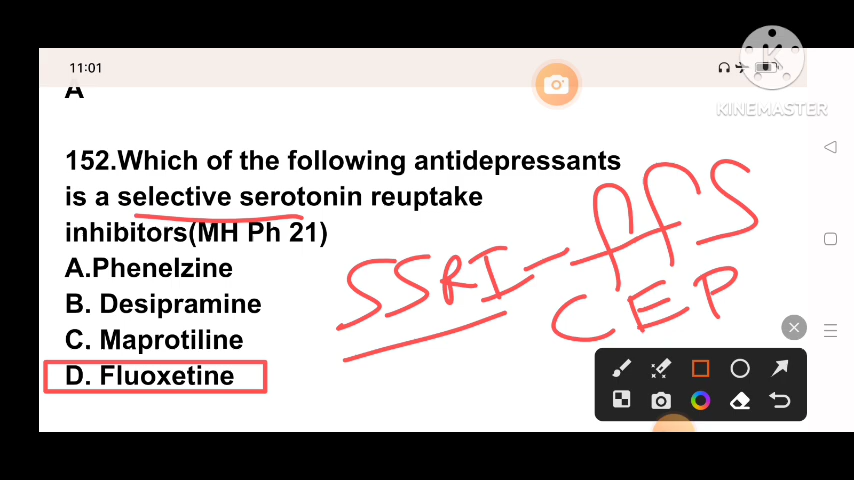 11:01
KINEMASTER
A
152.Which of the following antidepressants
is a selective serotonin reuptake
inhibitors(MH Ph 21)
A.Phenelzine
B. Desipramine
C. Maprotiline
D. Fluoxetine
SSRI - ffS
CEP